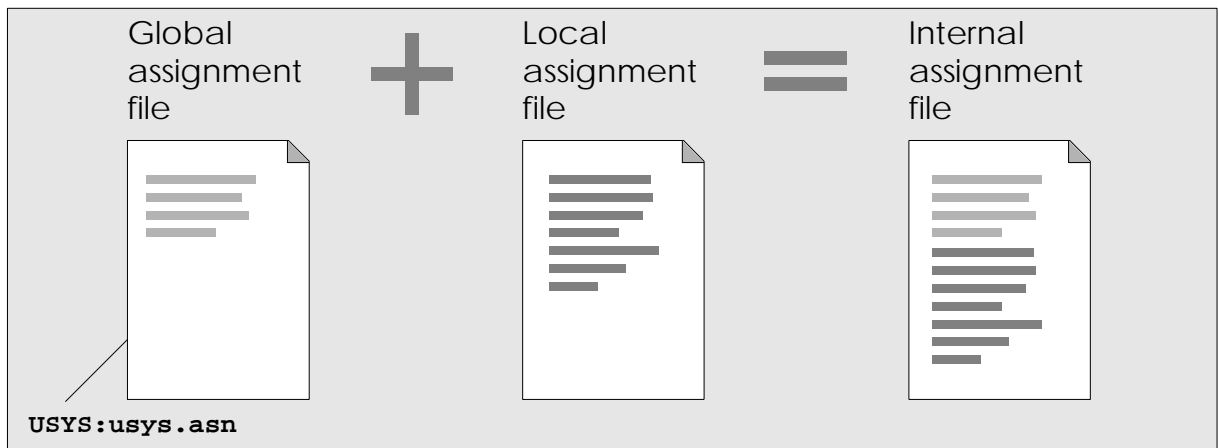 Global
assignment
file
Local
assignment
file
Internal
assignment
file
USYS:usys.asn